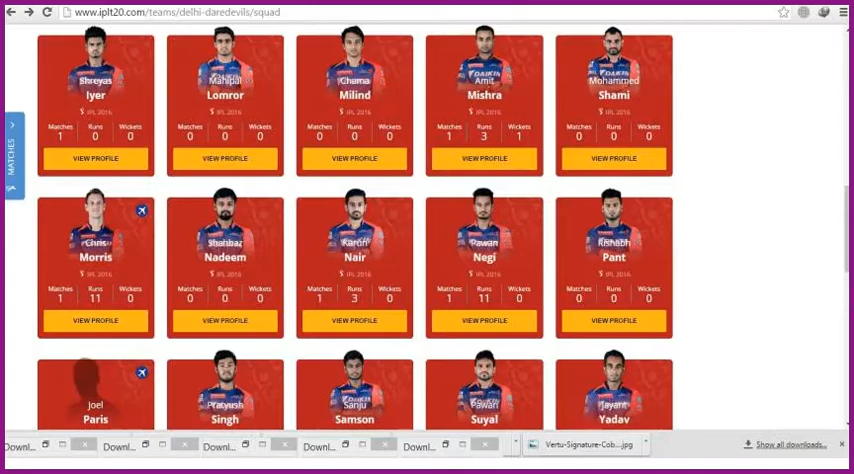 www.iplt20.com/teams/delhi-daredevils/squad
MATCHES
Shreyas Mahipal Chama Amit Mohammed
Iyer Lomror Milind Mishra Shami
IPL 2016 IPL 2016 IPL 2016 IPL 2016 IPL 2016
Matches Runs Wickets Matches Runs Wickets Matches Runs Wickets Matches Runs Wickets Matches Runs Wickets
1 0 0 0 0 0 0 0 0 1 3 1 0 0 0
VIEW PROFILE VIEW PROFILE VIEW PROFILE VIEW PROFILE VIEW PROFILE
Chris Shahbaz Karun Pawan Rishabh
Morris Nadeem Nair Negi Pant
IPL 2016 IPL 2016 IPL 2016 IPL 2016 IPL 2016
Matches Runs Wickets Matches Runs Wickets Matches Runs Wickets Matches Runs Wickets Matches Runs Wickets
1 11 0 0 0 0 1 3 0 1 11 0 0 0 0
VIEW PROFILE VIEW PROFILE VIEW PROFILE VIEW PROFILE VIEW PROFILE
Joel Pratyush Sanju Pawan Jayant
Paris Singh Samson Suyal Yadav
Downl... Downl... Downl... Downl... Downl... Vertu-Signature-Cob....jpg Show all downloads...